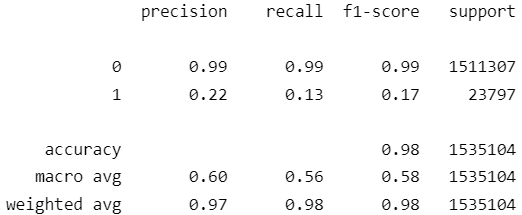 precision recall f1-score support
0 0.99 0.99 0.99 1511307
1 0.22 0.13 0.17 23797
accuracy 0.98 1535104
macro avg 0.60 0.56 0.58 1535104
weighted avg 0.97 0.98 0.98 1535104